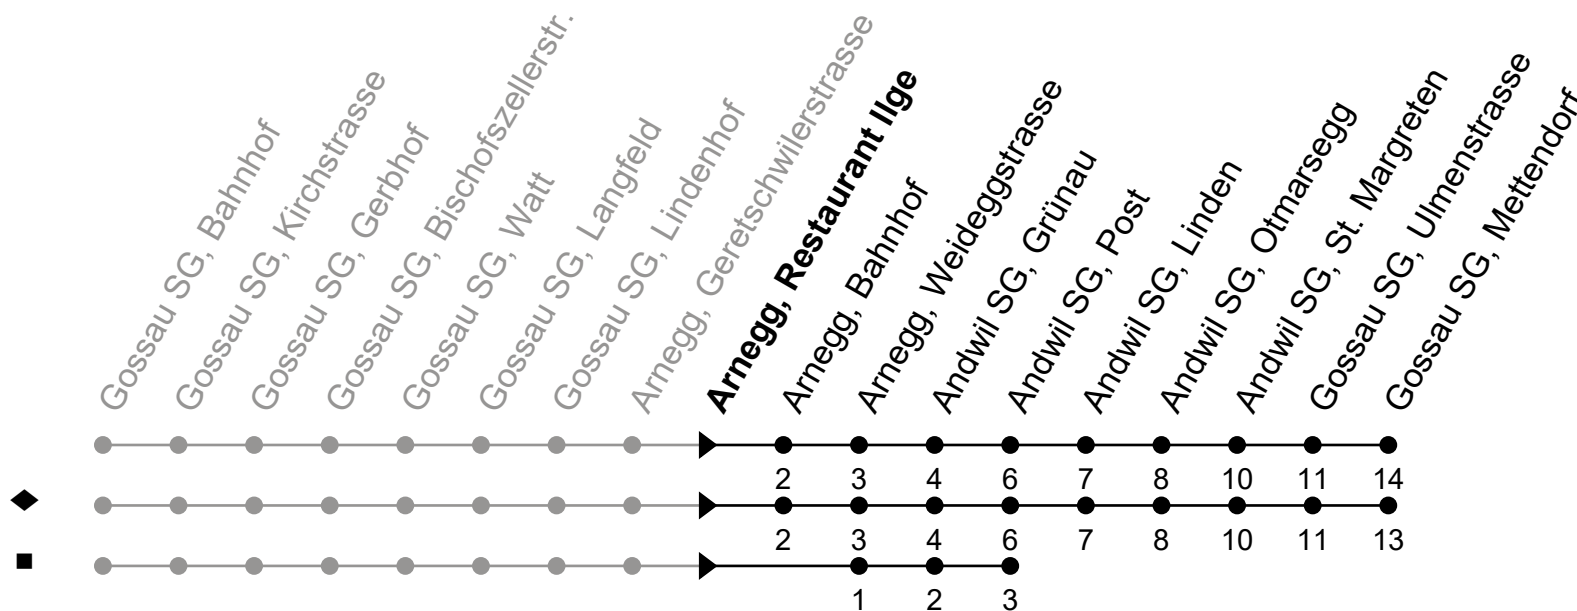 Gossau SG, Bahnhof
Gossau SG, Kirchstrasse
Gossau SG, Gerbhof
Gossau SG, Bischofszellerstr.
Gossau SG, Watt
Gossau SG, Langfeld
Gossau SG, Lindenhof
Arnegg, Geretschwilerstrasse
Arnegg, Restaurant Ilge
Arnegg, Bahnhof
Arnegg, Weideggstrasse
Andwil SG, Grünau
Andwil SG, Post
Andwil SG, Linden
Andwil SG, Otmarsegg
Andwil SG, St. Margreten
Gossau SG, Ulmenstrasse
Gossau SG, Mettendorf
2 3 4 6 7 8 10 11 14
2 3 4 6 7 8 10 11 13
1 2 3